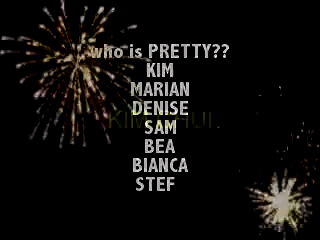 who is PRETTY??
KIM
MARIAN
DENISE
SAM
BEA
BIANCA
STEF